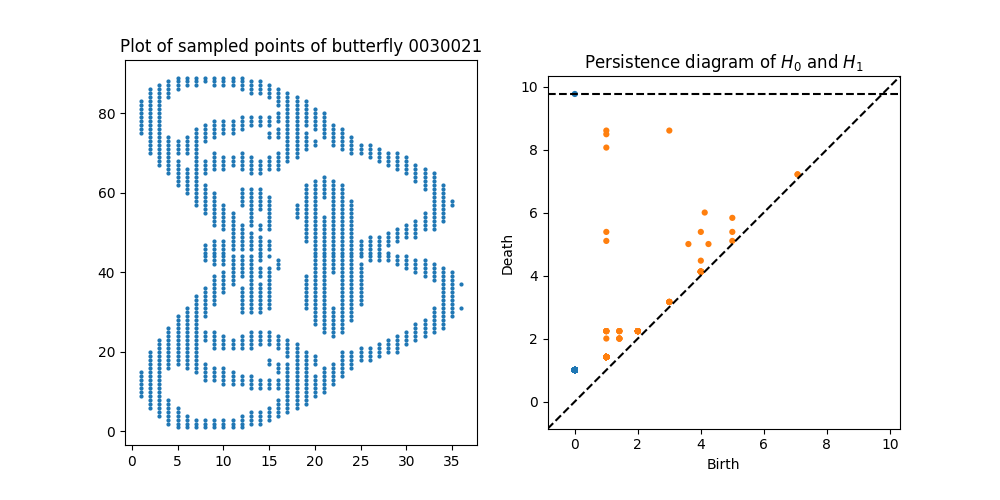 Plot of sampled points of butterfly 0030021
80
60
40
20
0
0 5 10 15 20 25 30 35
Persistence diagram of $H_0$ and $H_1$
10
8
6
4
2
0
Death
0 2 4 6 8 10
Birth